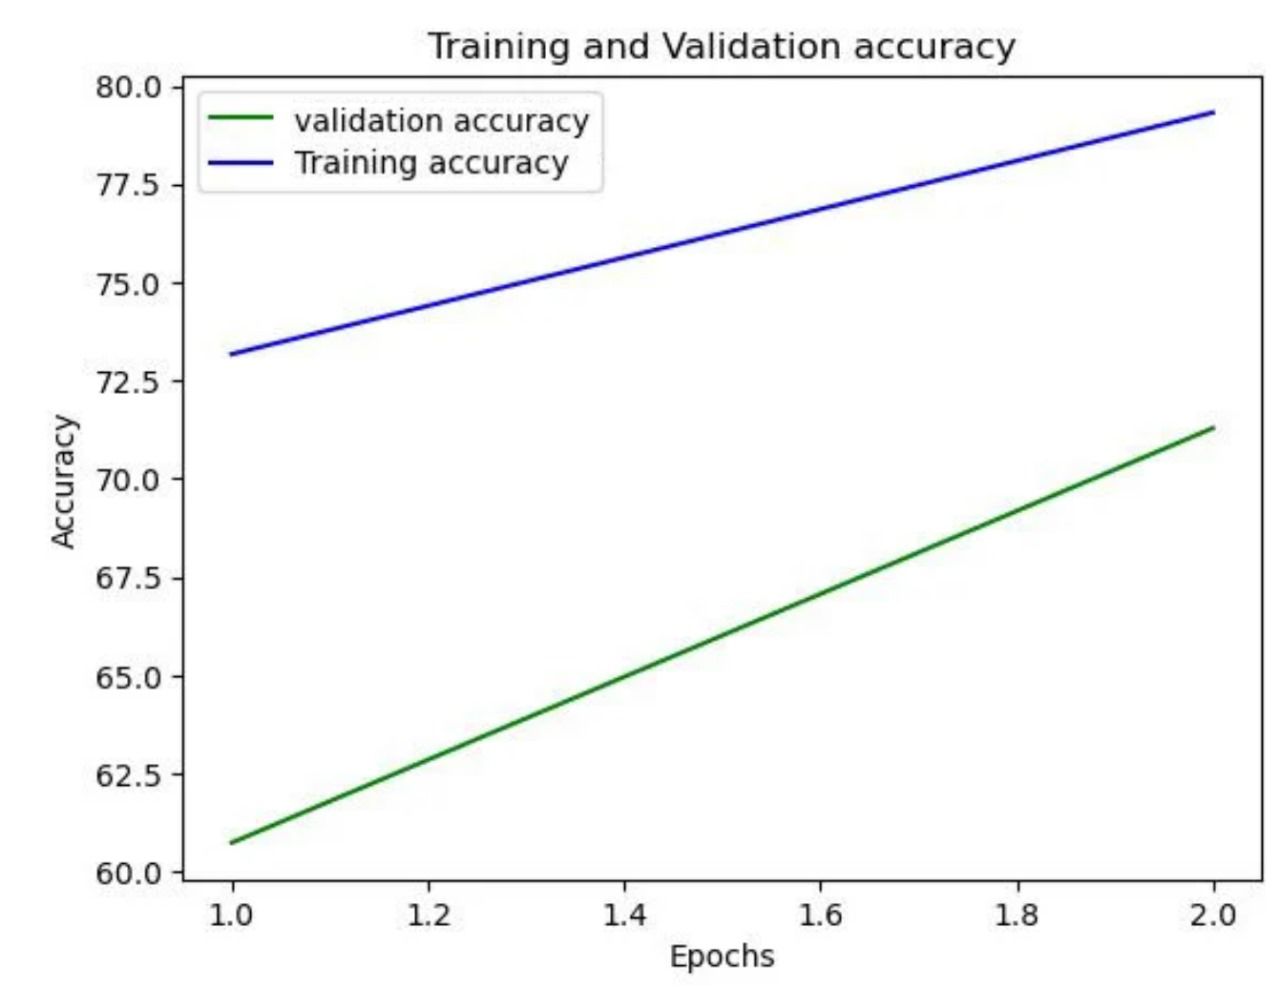 Training and Validation accuracy
validation accuracy
Training accuracy
80.0
77.5
75.0
72.5
70.0
67.5
65.0
62.5
60.0
Accuracy
1.0 1.2 1.4 1.6 1.8 2.0
Epochs